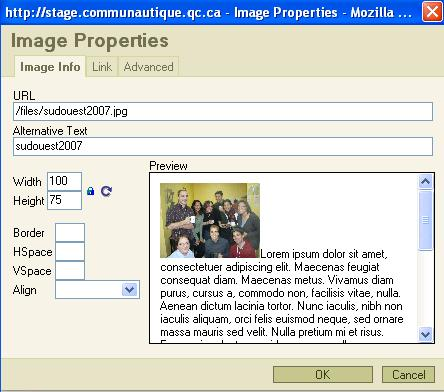 http://stage.communautique.qc.ca - Image Properties - Mozilla ...
Image Properties
Image Info Link Advanced
URL
/files/sudouest2007.jpg
Alternative Text
sudouest2007
Preview
Width 100
Height 75
Border
HSpace
VSpace
Align
Lorem ipsum dolor sit amet,
consectetuer adipiscing elit. Maecenas feugiat
consequat diam. Maecenas metus. Vivamus diam
purus, cursus a, commodo non, facilisis vitae, nulla.
Aenean dictum lacinia tortor. Nunc iaculis, nibh non
iaculis aliquam, orci felis euismod neque, sed ornare
massa mauris sed velit. Nulla pretium mi et risus.
OK Cancel